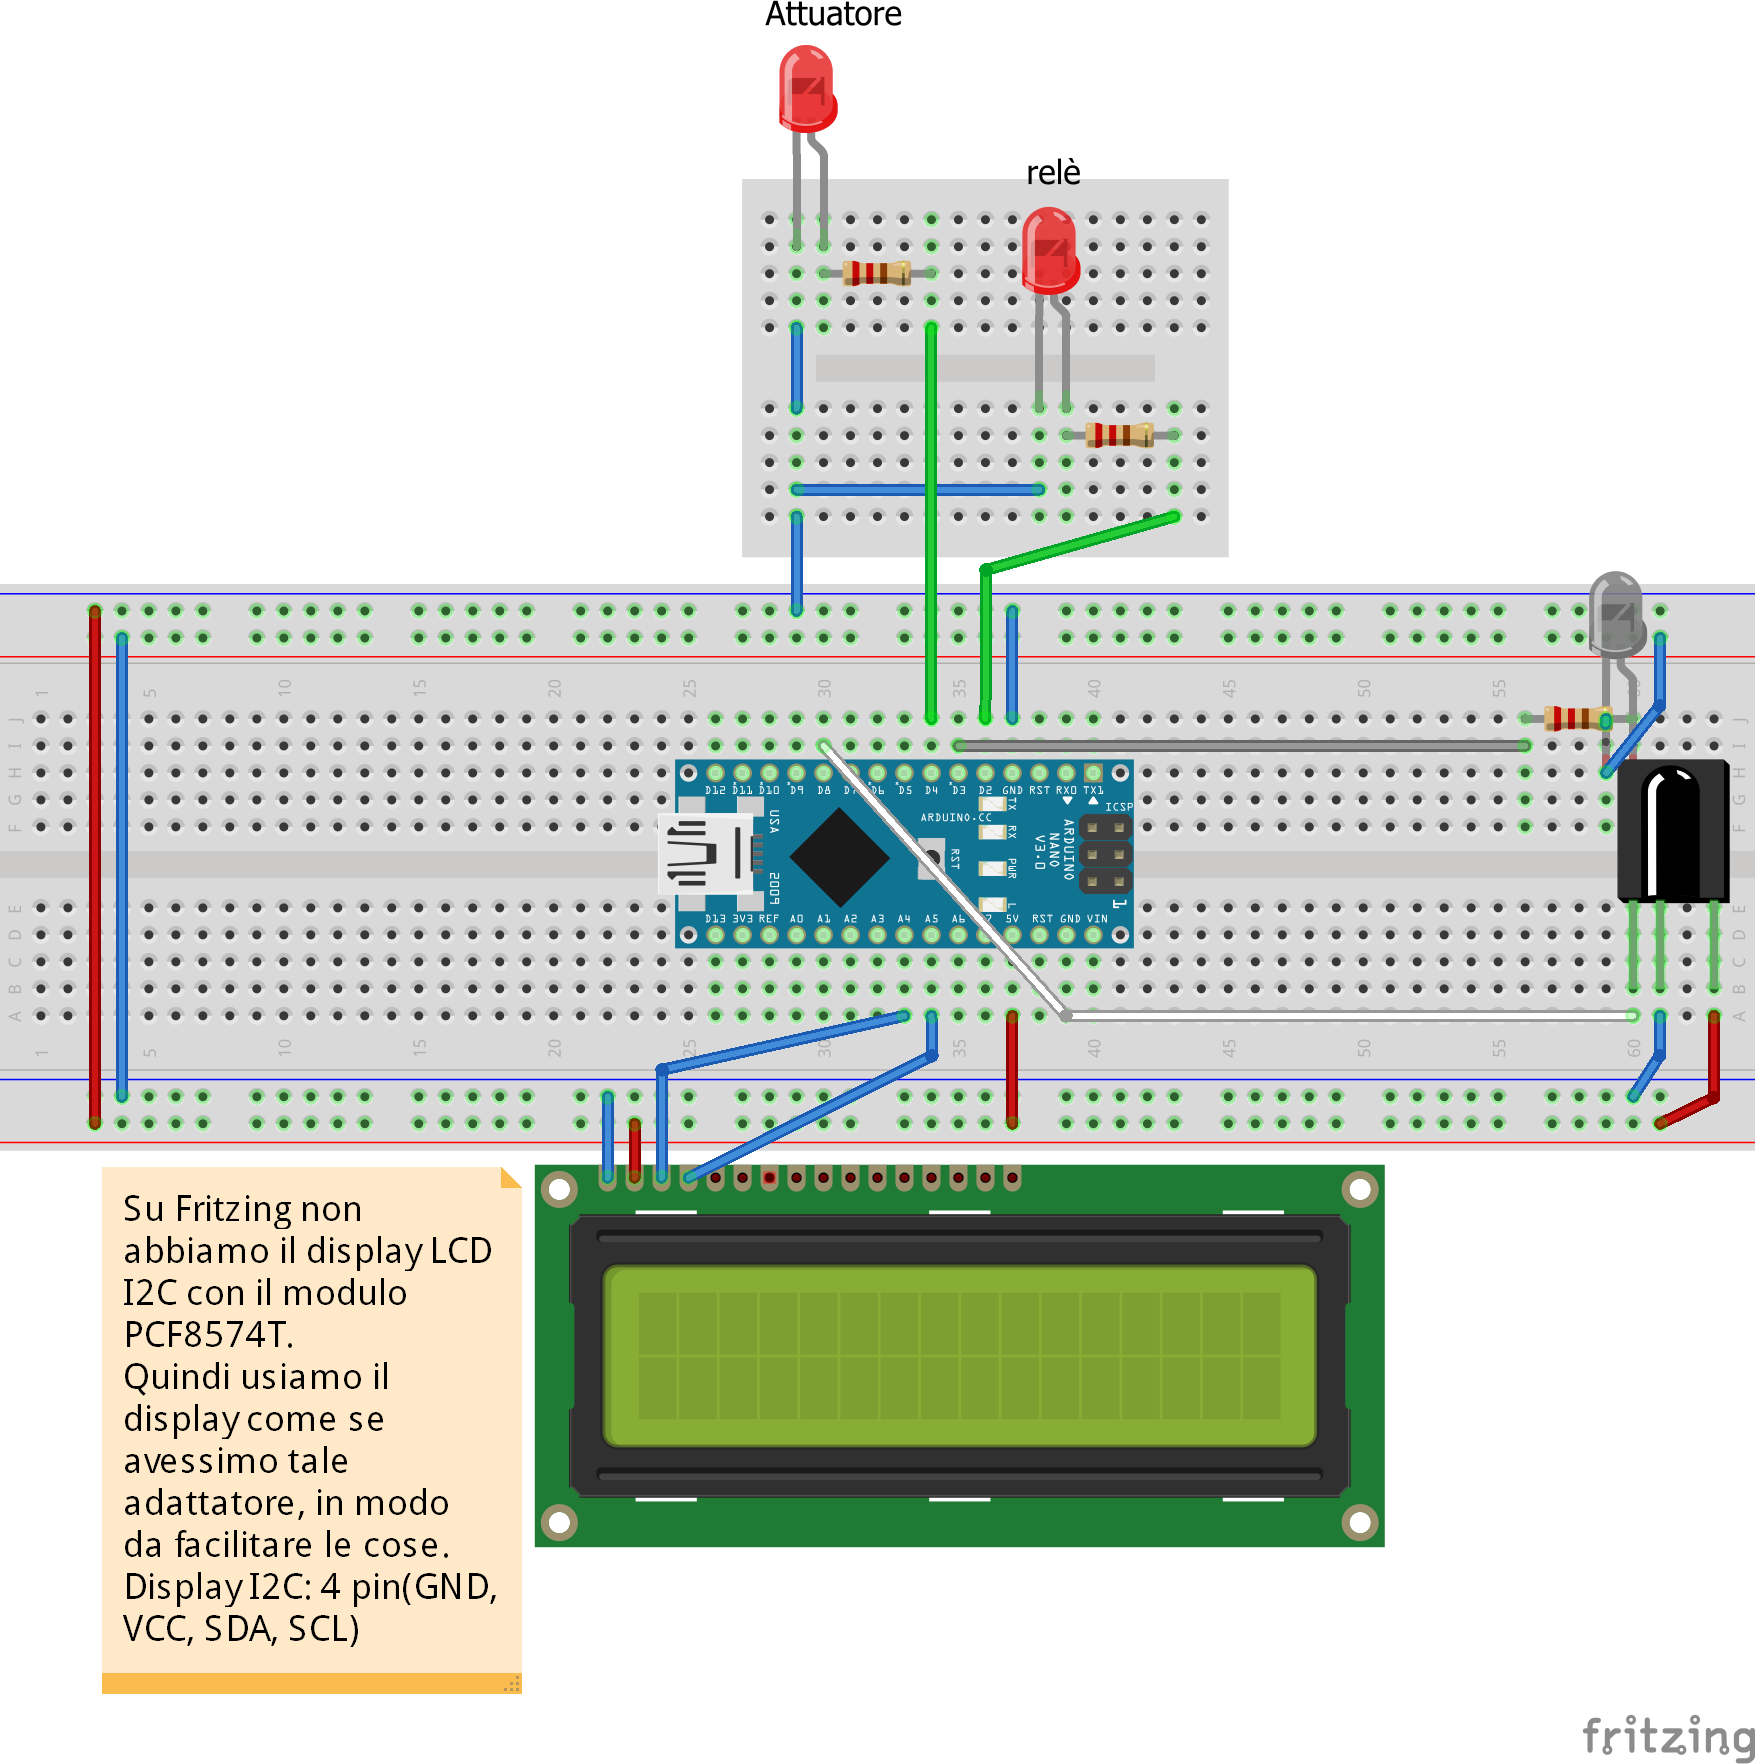 Attuatore
relè
1 5 10 15 20 25 30 35 40 45 50 55
J J
I I
H H
G G
F F
D12 D11 D10 D9 D8 D7 D6 D5 D4 D3 D2 GND RST RX0 TX1
ICSP
ARDUINO.CC
USA
TX
RX
RST
PWR
L
ARDUINO
NANO
V3.0
2009
1
D13 3V3 REF A0 A1 A2 A3 A4 A5 A6 5V RST GND VIN
E E
D D
C C
B B
A A
1 5 10 15 20 25 30 35 40 45 50 55 60
Su Fritzing non
abbiamo il display LCD
I2C con il modulo
PCF8574T.
Quindi usiamo il
display come se
avessimo tale
adattatore, in modo
da facilitare le cose.
Display I2C: 4 pin(GND,
VCC, SDA, SCL)
fritzing